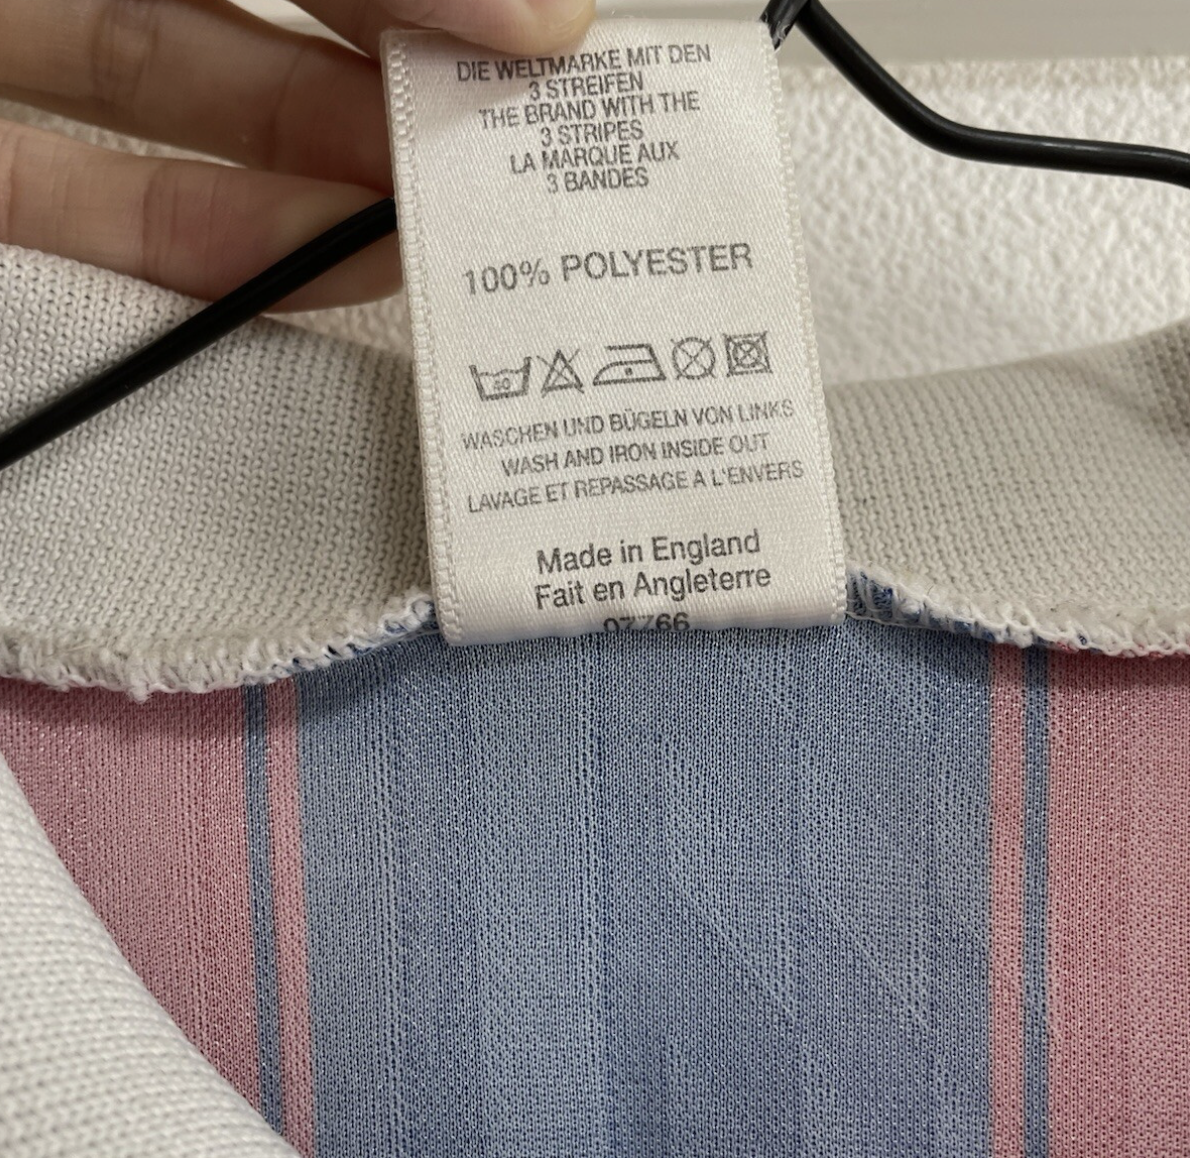 DIE WELTMARKE MIT DEN
3 STREIFEN
THE BRAND WITH THE
3 STRIPES
LA MARQUE AUX
3 BANDES
100% POLYESTER
40
WASCHEN UND BÜGELN VON LINKS
WASH AND IRON INSIDE OUT
LAVAGE ET REPASSAGE A L'ENVERS
Made in England
Fait en Angleterre